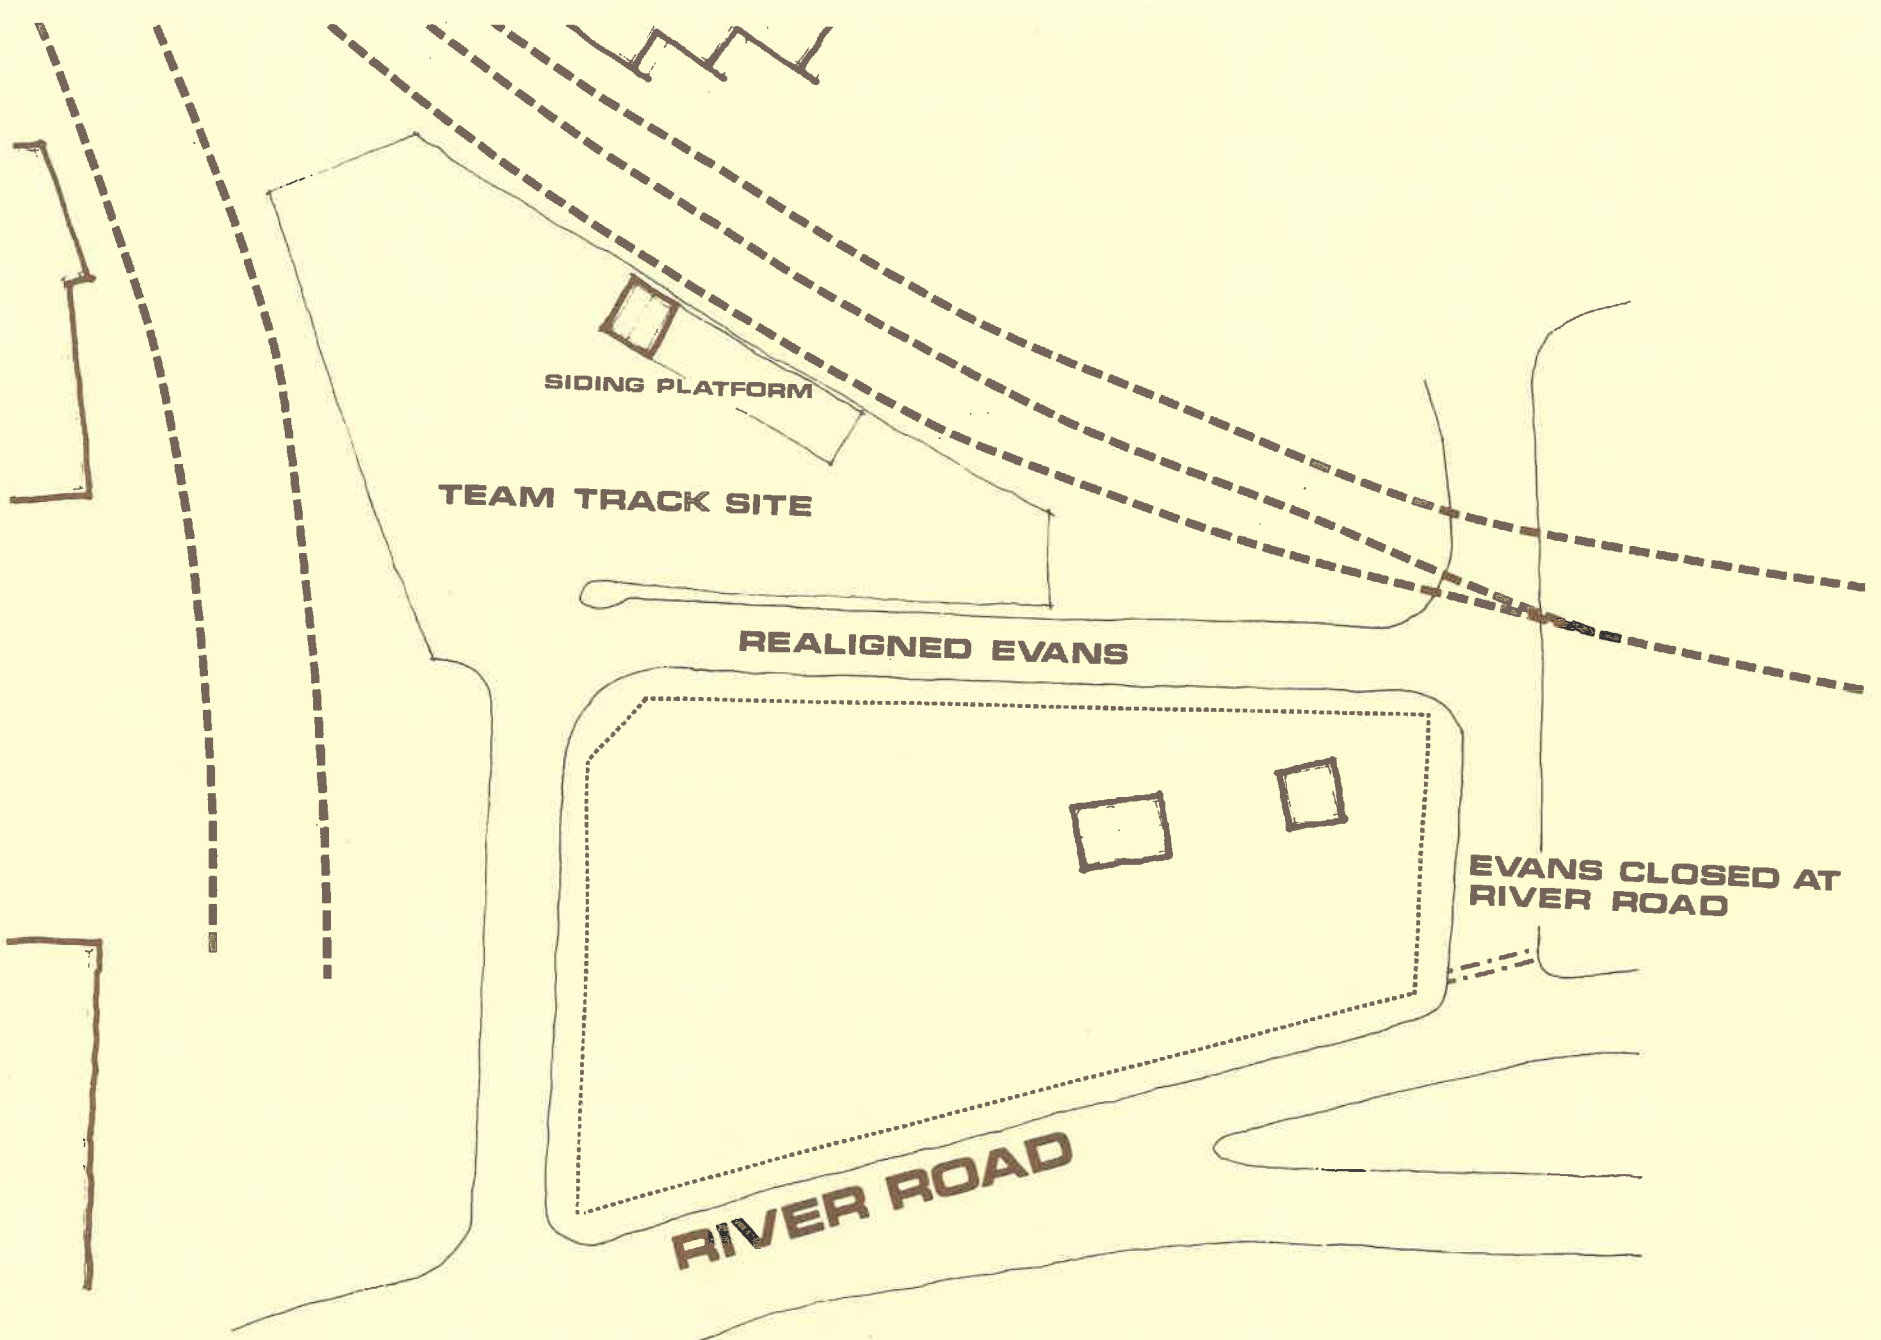 SIDING PLATFORM
TEAM TRACK SITE
REALIGNED EVANS
EVANS CLOSED AT
RIVER ROAD
RIVER ROAD